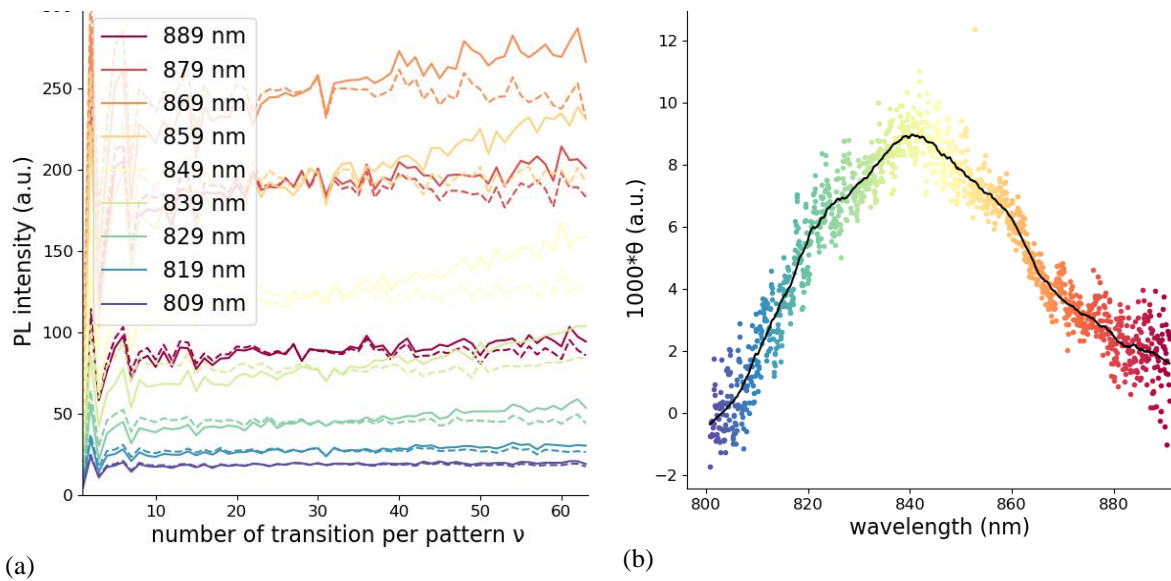 300
250
200
150
100
50
0
PL intensity (a.u.)
889 nm
879 nm
869 nm
859 nm
849 nm
839 nm
829 nm
819 nm
809 nm
10
20
30
40
50
60
number of transition per pattern ν
(a)
12
10
8
6
4
2
0
−2
1000*θ (a.u.)
800
820
840
860
880
wavelength (nm)
(b)